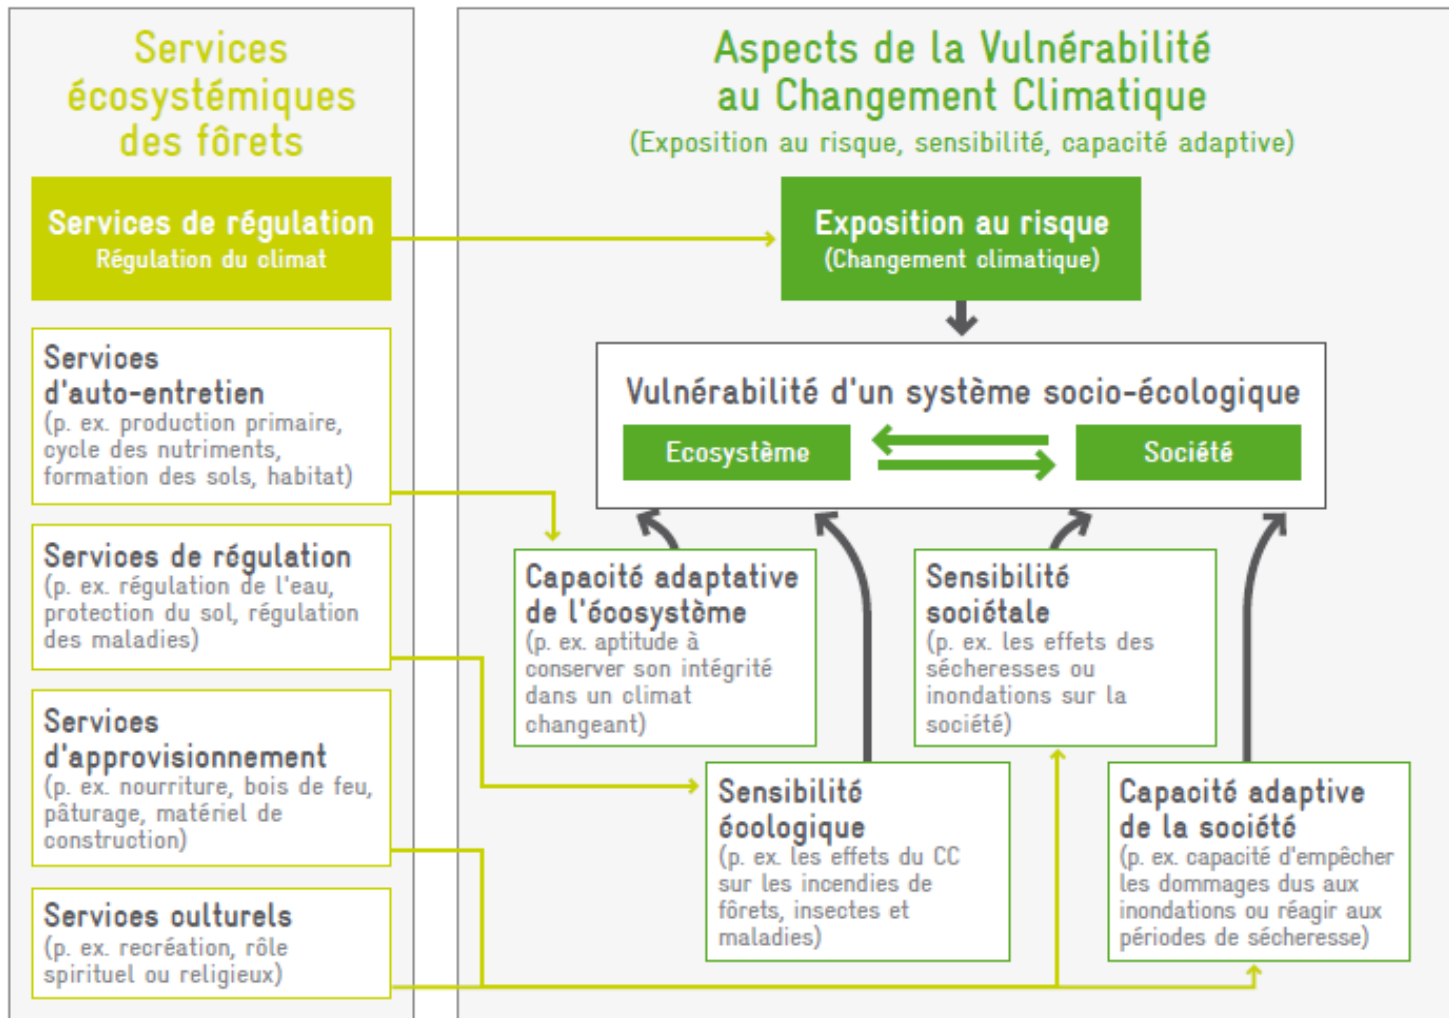 Services
écosystémiques
des fôrets
Services de régulation
Régulation du climat
Services
d'auto-entretien
(p. ex. production primaire,
cycle des nutriments,
formation des sols, habitat)
Services de régulation
(p. ex. régulation de l'eau,
protection du sol, régulation
des maladies)
Services
d'approvisionnement
(p. ex. nourriture, bois de feu,
pâturage, matériel de
construction)
Services culturels
(p. ex. recréation, rôle
spirituel ou religieux)
Aspects de la Vulnérabilité
au Changement Climatique
(Exposition au risque, sensibilité, capacité adaptive)
Exposition au risque
(Changement climatique)
Vulnérabilité d'un système socio-écologique
Ecosystème
Société
Capacité adaptative
de l'écosystème
(p. ex. aptitude à
conserver son intégrité
dans un climat
changeant)
Sensibilité
sociétale
(p. ex. les effets des
sécheresses ou
inondations sur la
société)
Sensibilité
écologique
(p. ex. les effets du CC
sur les incendies de
fôrets, insectes et
maladies)
Capacité adaptive
de la société
(p. ex. capacité d'empêcher
les dommages dus aux
inondations ou réagir aux
périodes de sécheresse)